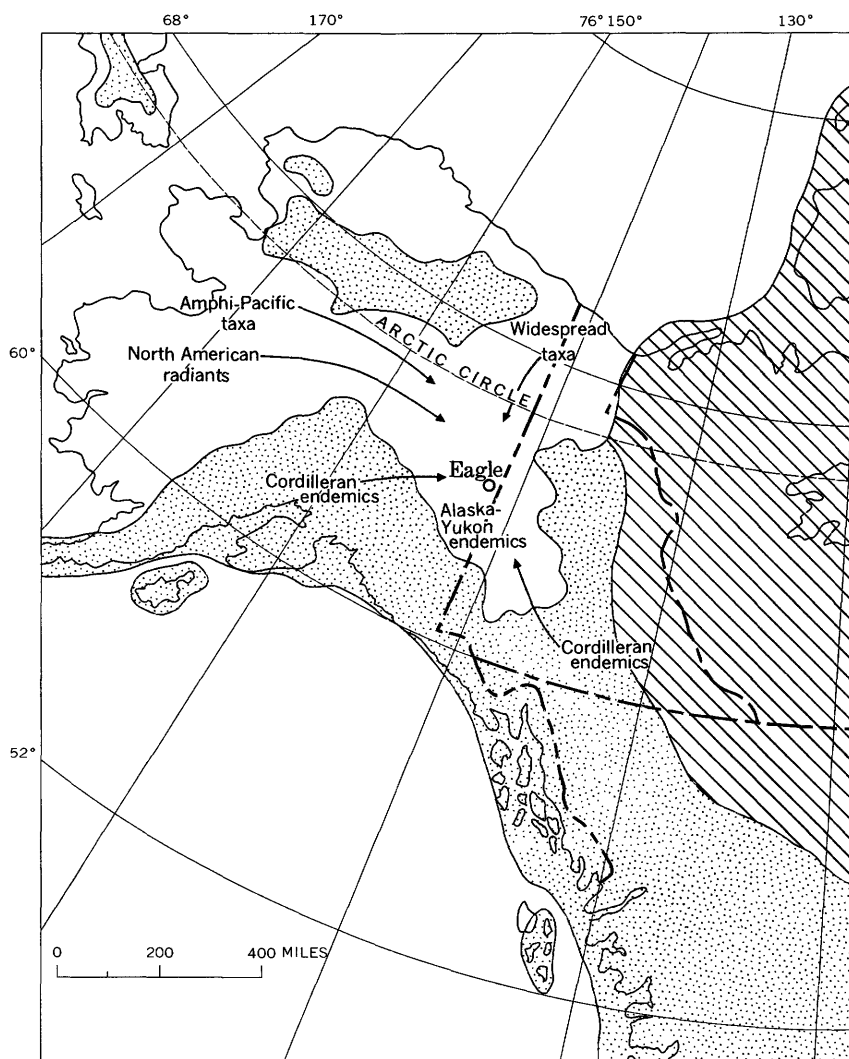 68° 170° 76° 150° 130°
Amphi-Pacific
taxa
ARCTIC CIRCLE
Widespread
taxa
60°
North American
radiants
Cordilleran
endemics
Eagle
Alaska-
Yukon
endemics
Cordilleran
endemics
52°
0 200 400 MILES